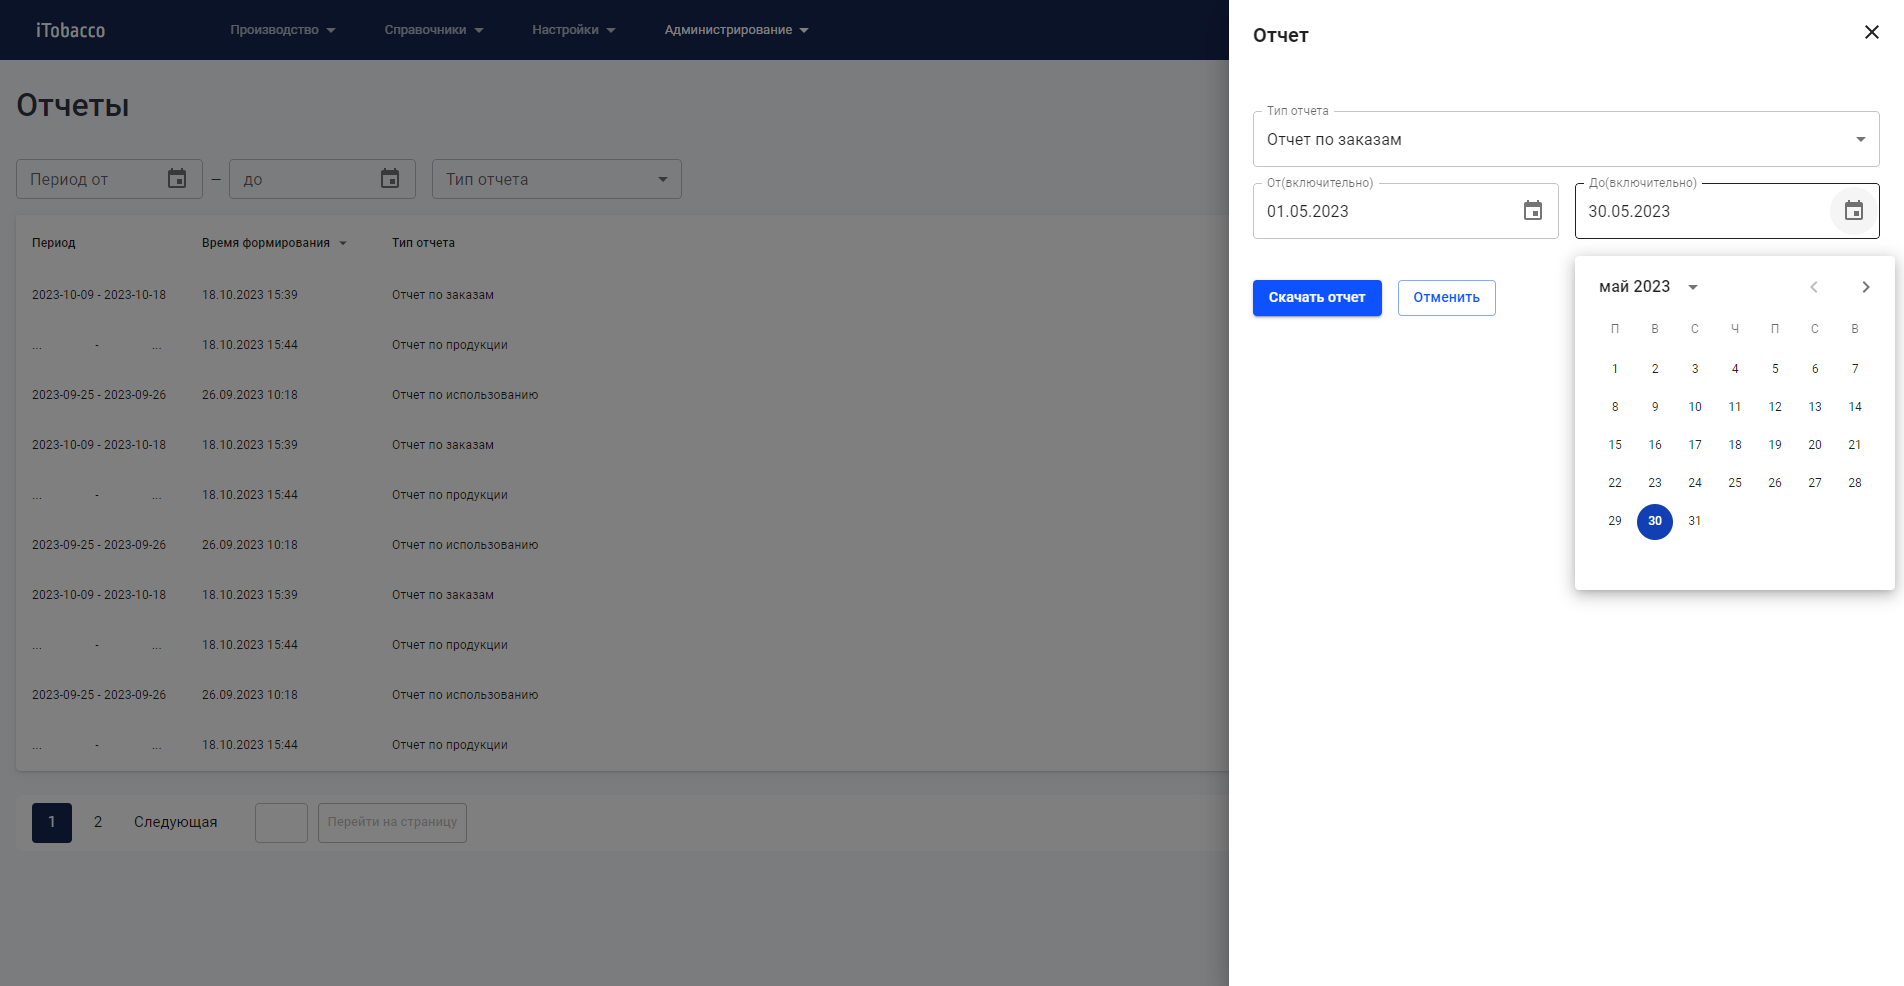 iTobacco
Производство
Справочники
Настройки
Администрирование
Отчеты
Период от
–
до
Тип отчета
Период
Время формирования
Тип отчета
2023-10-09 - 2023-10-18 18.10.2023 15:39 Отчет по заказам
... - ... 18.10.2023 15:44 Отчет по продукции
2023-09-25 - 2023-09-26 26.09.2023 10:18 Отчет по использованию
2023-10-09 - 2023-10-18 18.10.2023 15:39 Отчет по заказам
... - ... 18.10.2023 15:44 Отчет по продукции
2023-09-25 - 2023-09-26 26.09.2023 10:18 Отчет по использованию
2023-10-09 - 2023-10-18 18.10.2023 15:39 Отчет по заказам
... - ... 18.10.2023 15:44 Отчет по продукции
2023-09-25 - 2023-09-26 26.09.2023 10:18 Отчет по использованию
... - ... 18.10.2023 15:44 Отчет по продукции
1 2 Следующая Перейти на страницу
Отчет
Тип отчета
Отчет по заказам
От(включительно)
01.05.2023
До(включительно)
30.05.2023
Скачать отчет
Отменить
май 2023
П В С Ч П С В
1 2 3 4 5 6 7
8 9 10 11 12 13 14
15 16 17 18 19 20 21
22 23 24 25 26 27 28
29 30 31